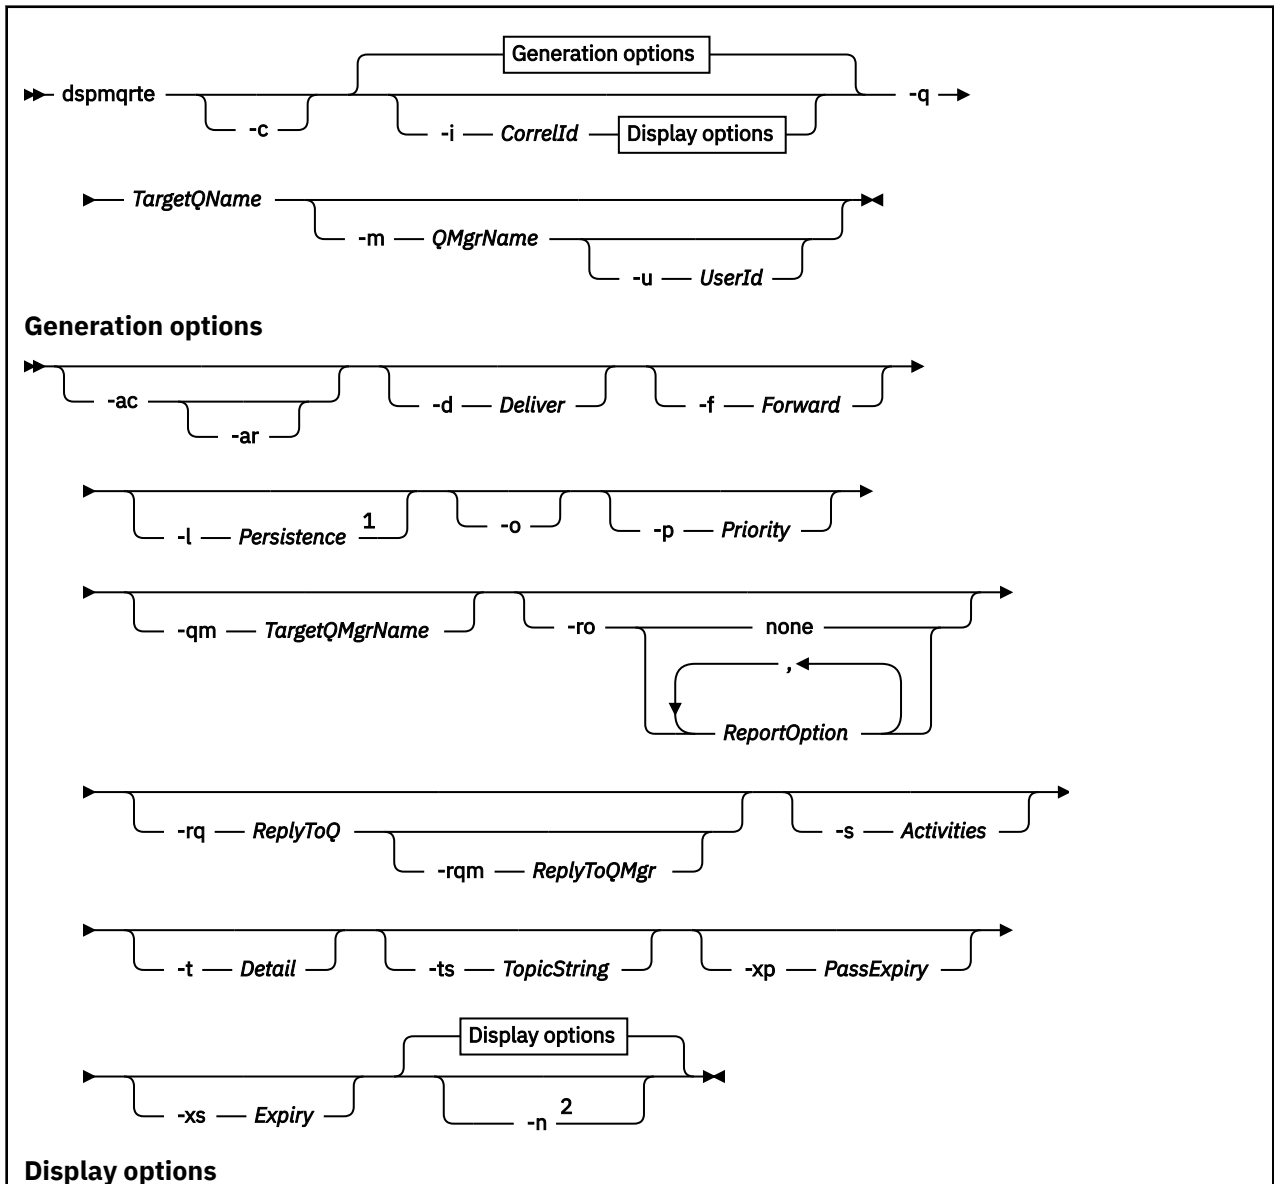 Generation options
dspmqrte -q
-c
-i CorrelId Display options
TargetQName
-m QMgrName
-u UserId
Generation options
-ac
-d Deliver -f Forward
-ar
-l Persistence 1 -o -p Priority
-qm TargetQMgrName -ro none
,
ReportOption
-rq ReplyToQ -s Activities
-rqm ReplyToQMgr
-t Detail -ts TopicString -xp PassExpiry
Display options
-xs Expiry -n 2
Display options